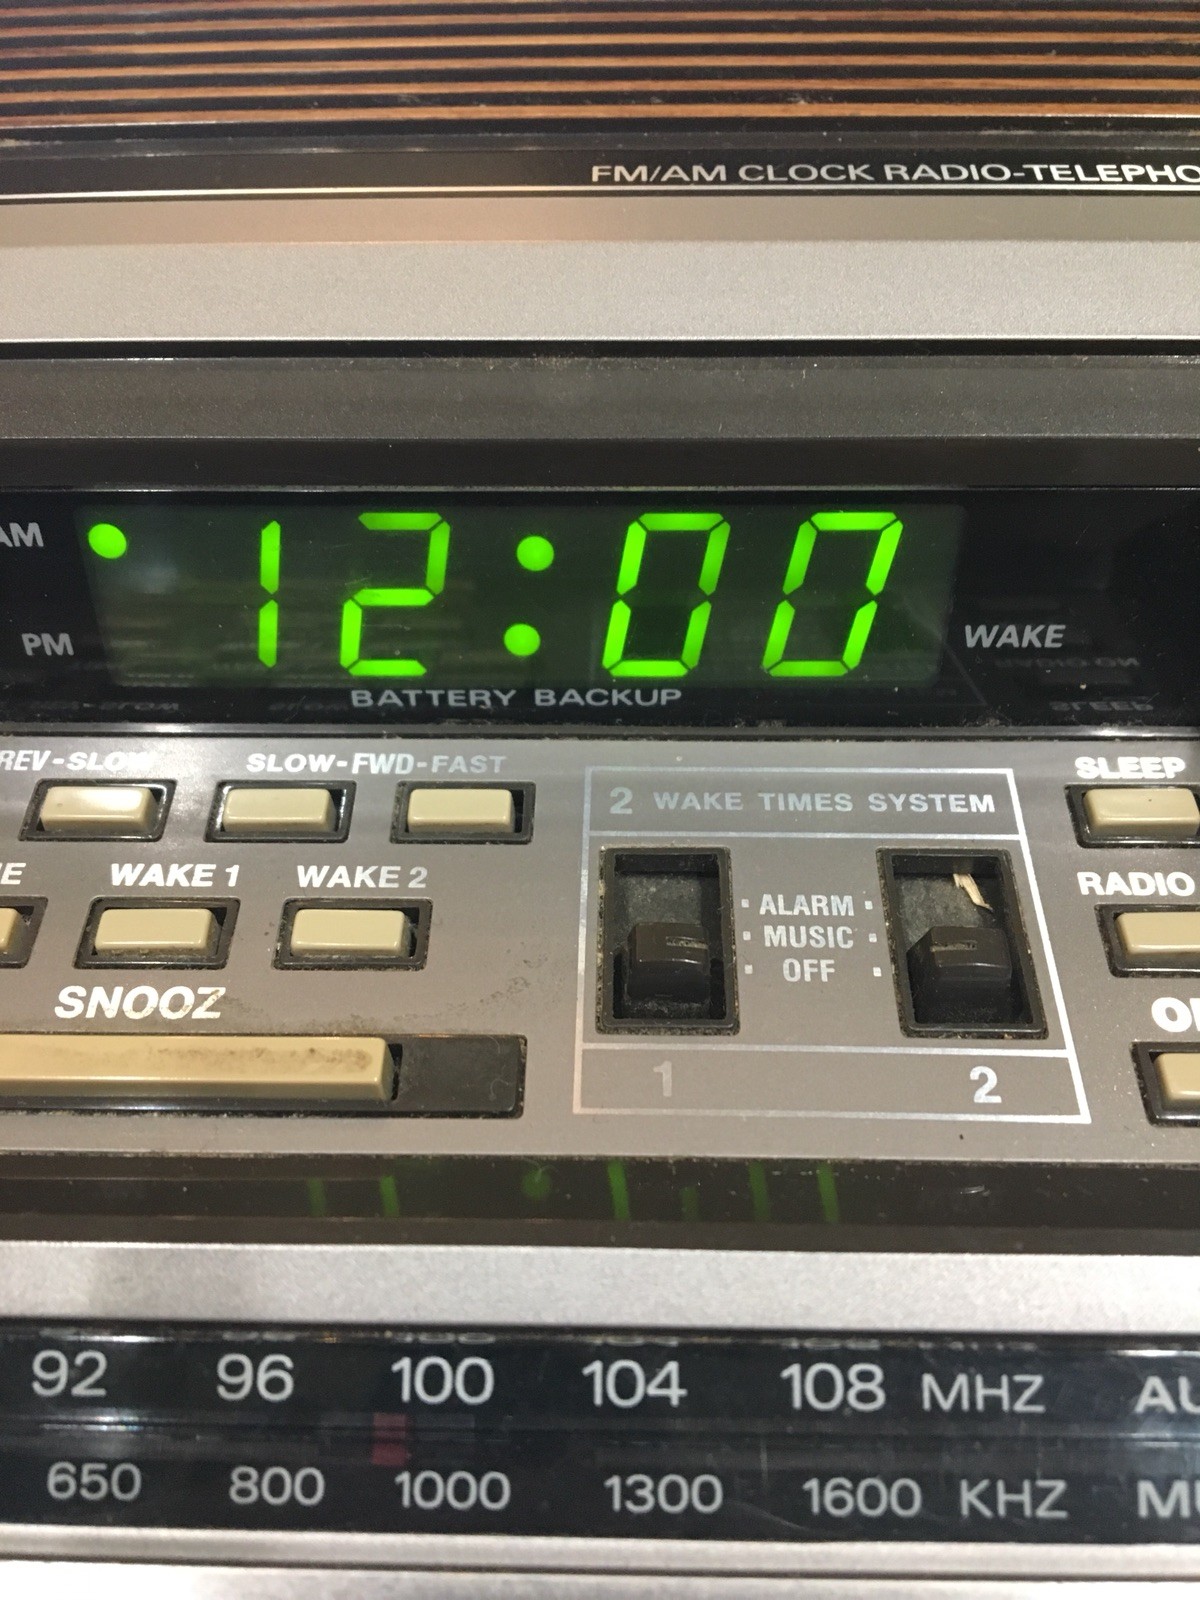 FM/AM CLOCK RADIO-TELEPHO
AM
12:00
PM
WAKE
BATTERY BACKUP
REV-SLOW
SLOW-FWD-FAST
SLEEP
2 WAKE TIMES SYSTEM
WAKE 1
WAKE 2
RADIO
ALARM
MUSIC
OFF
SNOOZ
1
2
92 96 100 104 108 MHZ
650 800 1000 1300 1600 KHZ